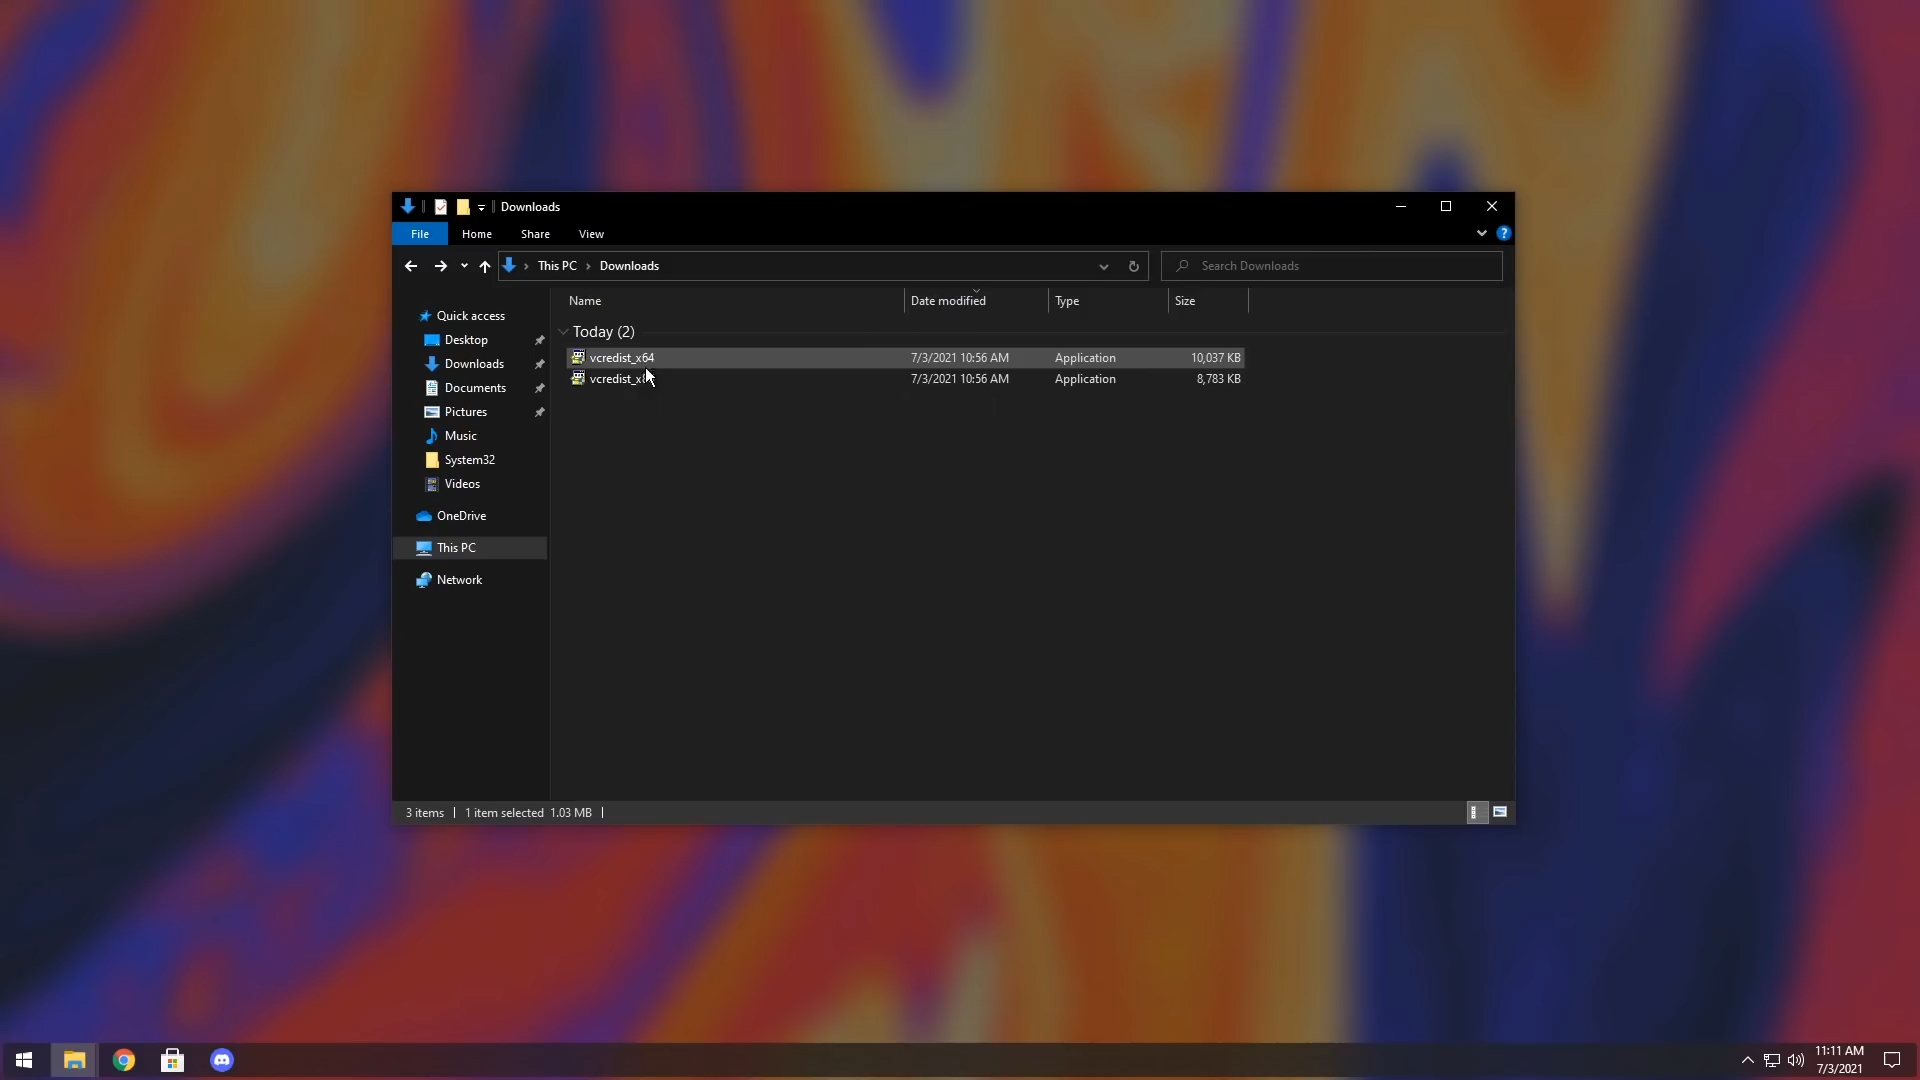 Downloads
File Home Share View
This PC Downloads Search Downloads
Name Date modified Type Size
Quick access
Desktop
Downloads
Documents
Pictures
Music
System32
Videos
OneDrive
This PC
Network
Today (2)
vcredist_x64 7/3/2021 10:56 AM Application 10,037 KB
7/3/2021 10:56 AM Application 8,783 KB
3 items 1 item selected 1.03 MB
11:11 AM
7/3/2021